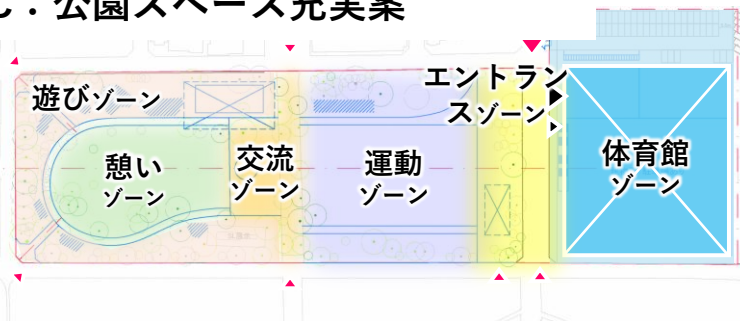 ：公園スペース充実案
エントラン
スゾーン
遊びゾーン
憩い
ゾーン
交流
ゾーン
運動
ゾーン
体育館
ゾーン